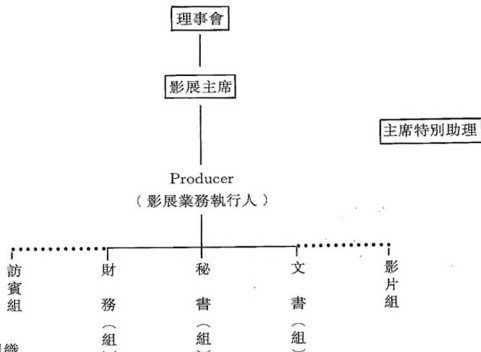 理事會
影展主席
主席特別助理
Producer
（影展業務執行人）
訪賓組
財務（組
秘書（組
文書（組
影片組